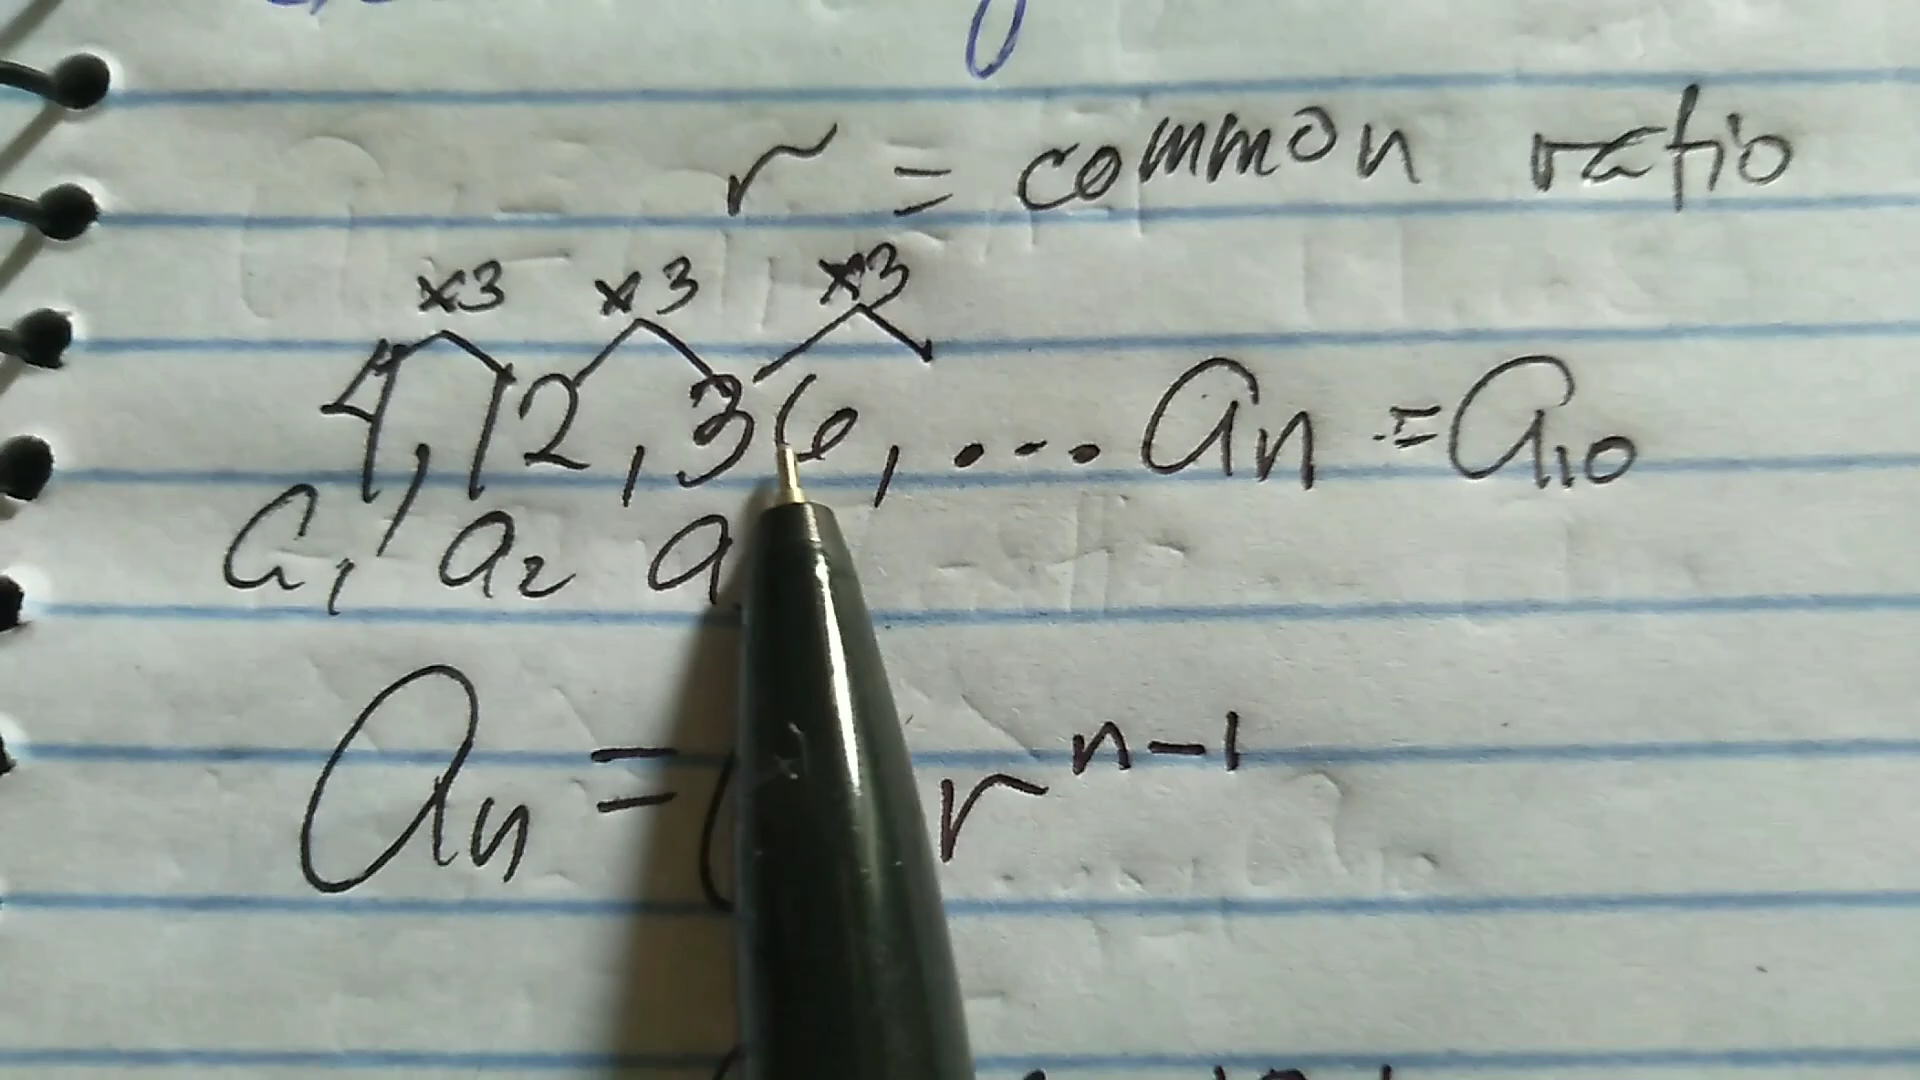 r = common ratio
×3 ×3 ×3
4, 12, 36, ... an = a10
a1, a2 a
an = r^n-1